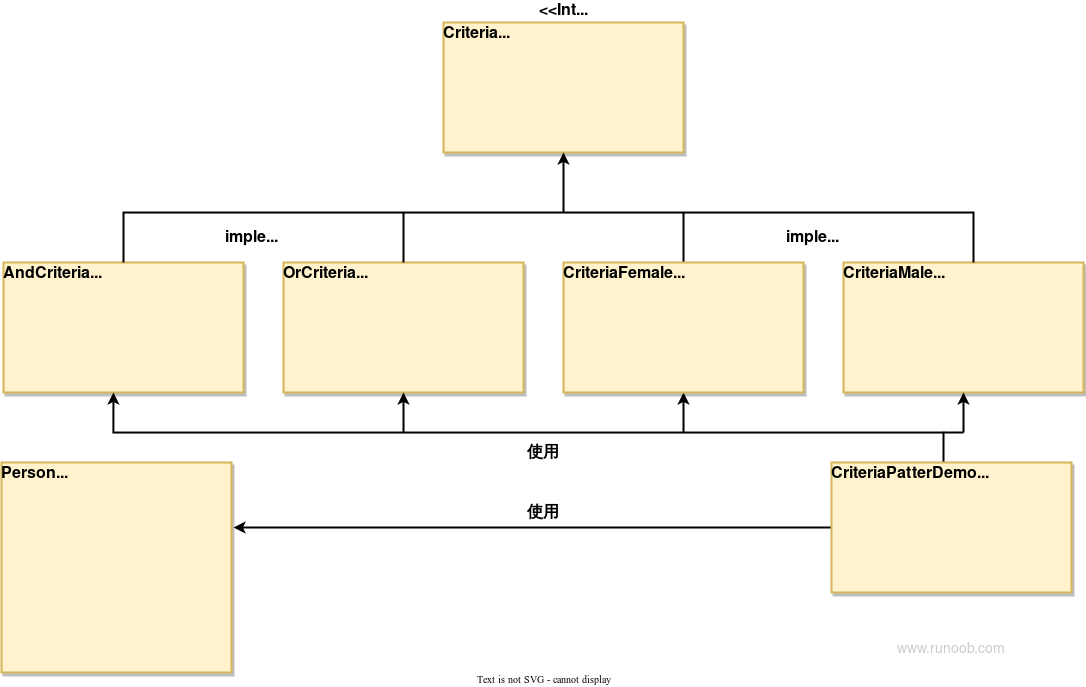 <<Int...
Criteria...
imple...
imple...
AndCriteria...
OrCriteria...
CriteriaFemale...
CriteriaMale...
使用
Person...
CriteriaPatterDemo...
使用
www.runoob.com
Text is not SVG - cannot display